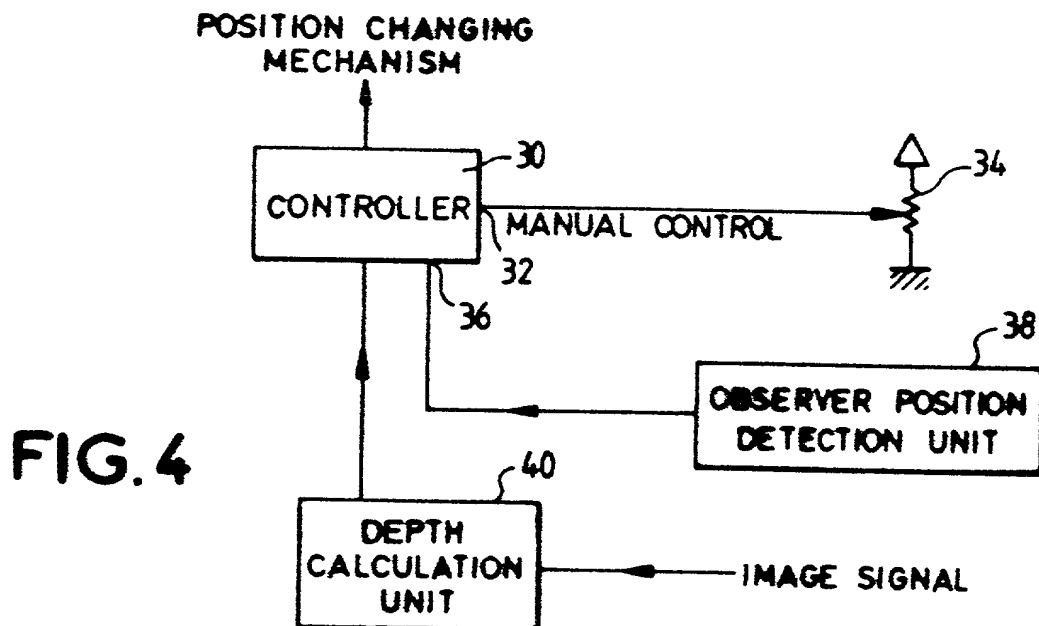 POSITION CHANGING
MECHANISM
30
CONTROLLER
34
MANUAL CONTROL
32
36
38
OBSERVER POSITION
DETECTION UNIT
FIG. 4
40
DEPTH
CALCULATION
UNIT
IMAGE SIGNAL